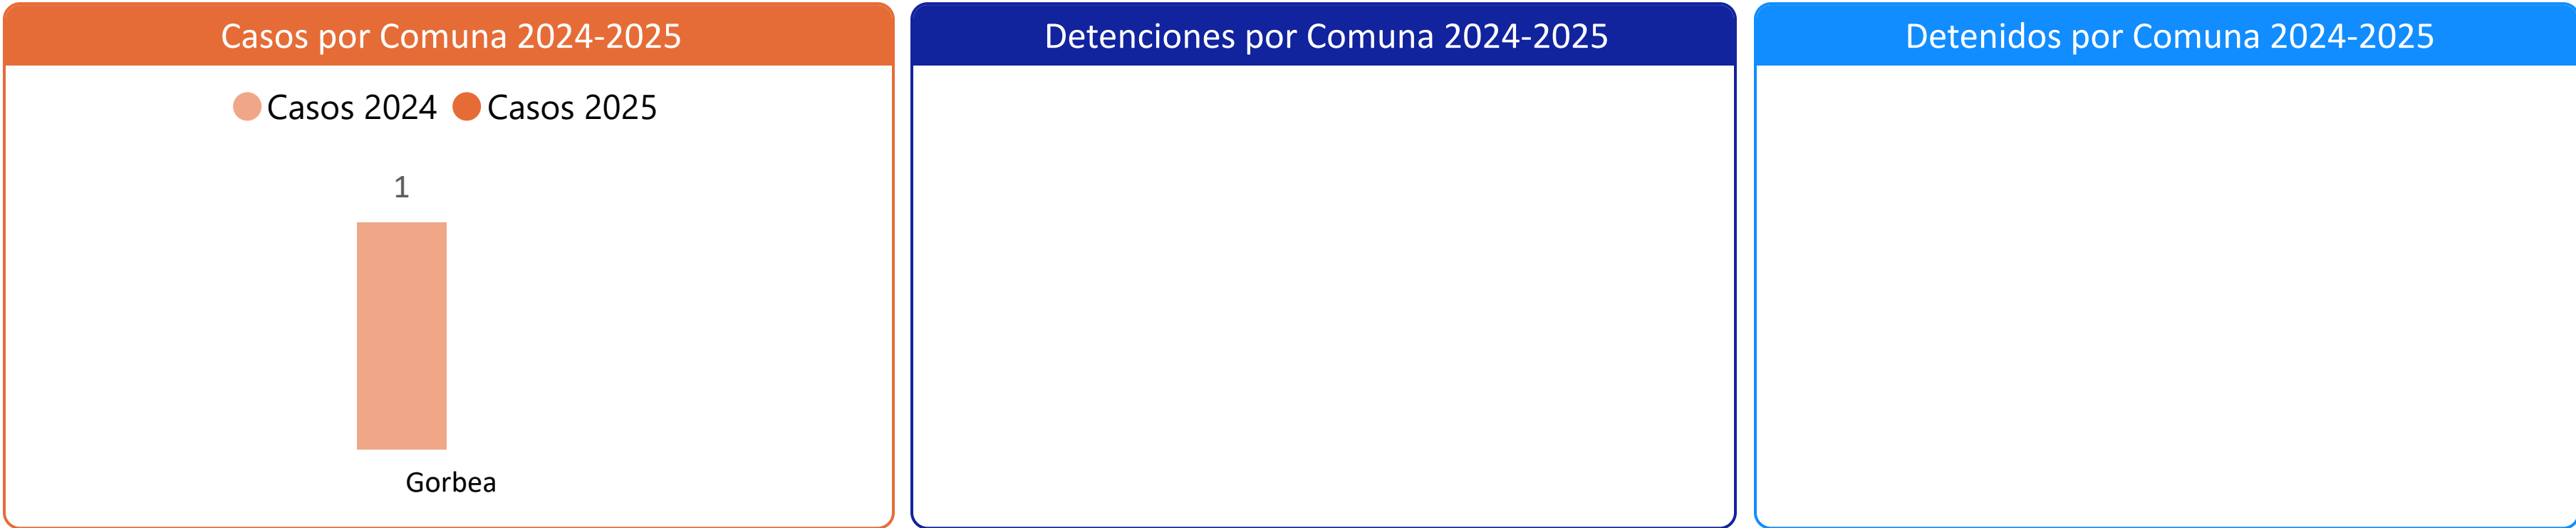 Casos por Comuna 2024-2025
Casos 2024 Casos 2025
1
Gorbea
Detenciones por Comuna 2024-2025
Detenidos por Comuna 2024-2025